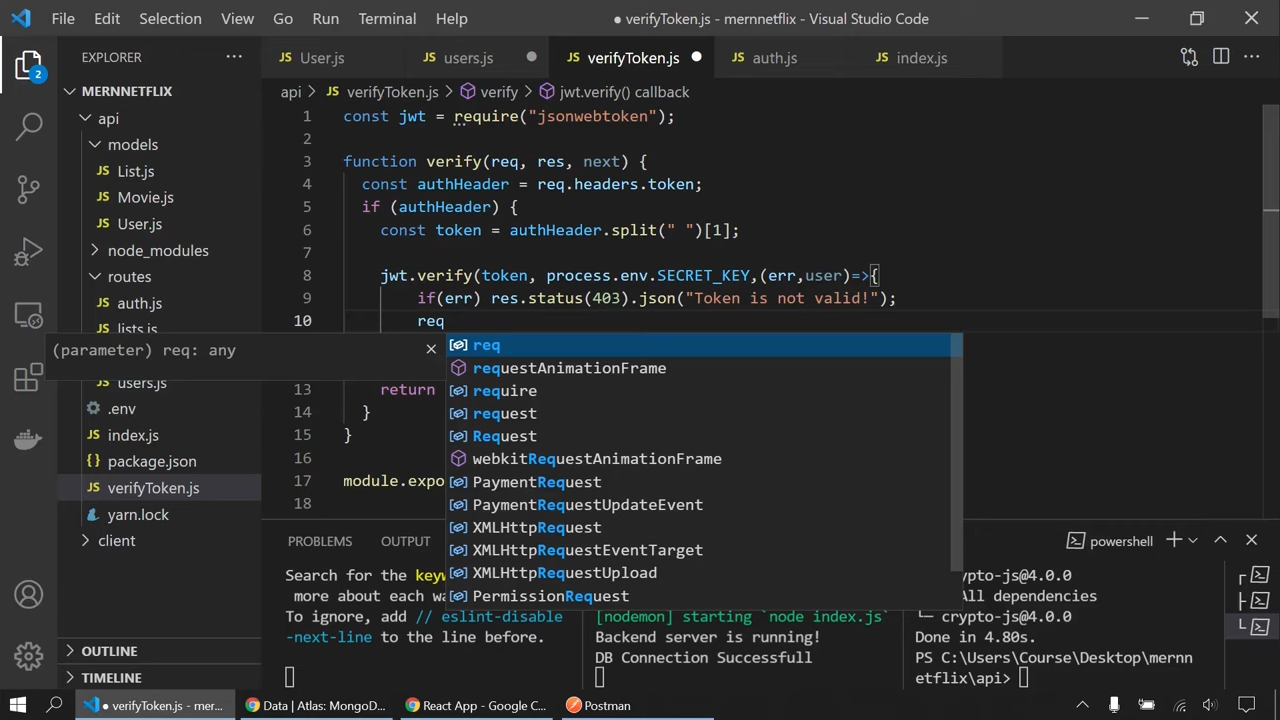 File Edit Selection View Go Run Terminal Help ● verifyToken.js - mernnetflix - Visual Studio Code
EXPLORER
JS User.js
JS users.js
JS verifyToken.js
JS auth.js
JS index.js
2
MERNNETFLIX
api > JS verifyToken.js > verify > jwt.verify() callback
api
models
JS List.js
JS Movie.js
JS User.js
node_modules
routes
JS auth.js
JS lists.js
JS users.js
.env
JS index.js
{} package.json
JS verifyToken.js
yarn.lock
client
OUTLINE
TIMELINE
1 const jwt = require("jsonwebtoken");
2
3 function verify(req, res, next) {
4 const authHeader = req.headers.token;
5 if (authHeader) {
6 const token = authHeader.split(" ")[1];
7
8 jwt.verify(token, process.env.SECRET_KEY,(err,user)=>{
9 if(err) res.status(403).json("Token is not valid!");
10 req
13 return
14 }
15 }
16
17 module.expo
18
(parameter) req: any
req
requestAnimationFrame
require
request
Request
webkitRequestAnimationFrame
PaymentRequest
PaymentRequestUpdateEvent
XMLHttpRequest
XMLHttpRequestEventTarget
XMLHttpRequestUpload
PermissionRequest
PROBLEMS OUTPUT
powershell
Search for the keyw
more about each wa
To ignore, add // eslint-disable
-next-line to the line before.
[nodemon] starting `node index.js`
Backend server is running!
DB Connection Successfull
ypto-js@4.0.0
All dependencies
└─ crypto-js@4.0.0
Done in 4.80s.
PS C:\Users\Course\Desktop\mernn
etflix\api>
● verifyToken.js - mer...
Data | Atlas: MongoD...
React App - Google C...
Postman